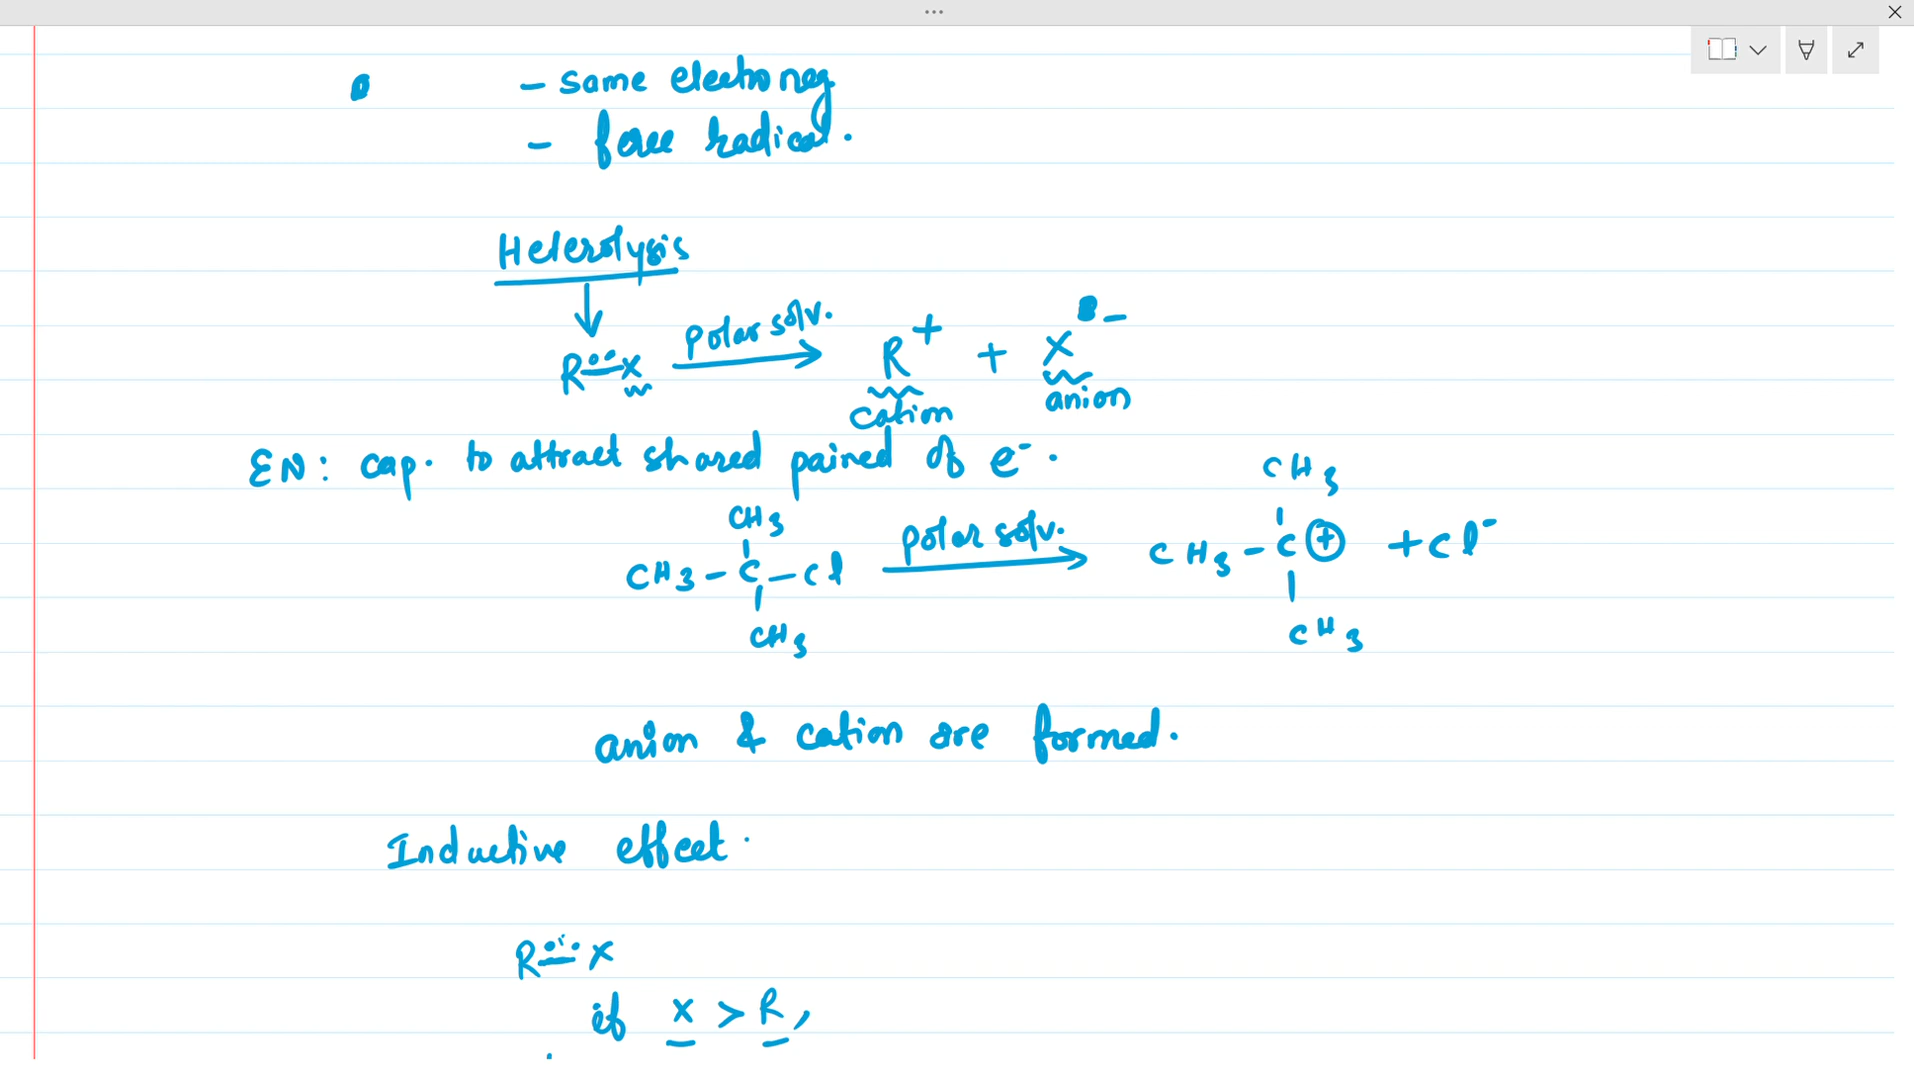 - same electroneg
- free radical.
Heterolysis
R — X polar solv. R+ + X-
cation anion
EN: cap. to attract shared paired of e-.
CH3 CH3
CH3 - C - Cl polar solv. CH3 - C + + Cl-
CH3 CH3
anion & cation are formed.
Inductive effect.
R — X
if X > R,